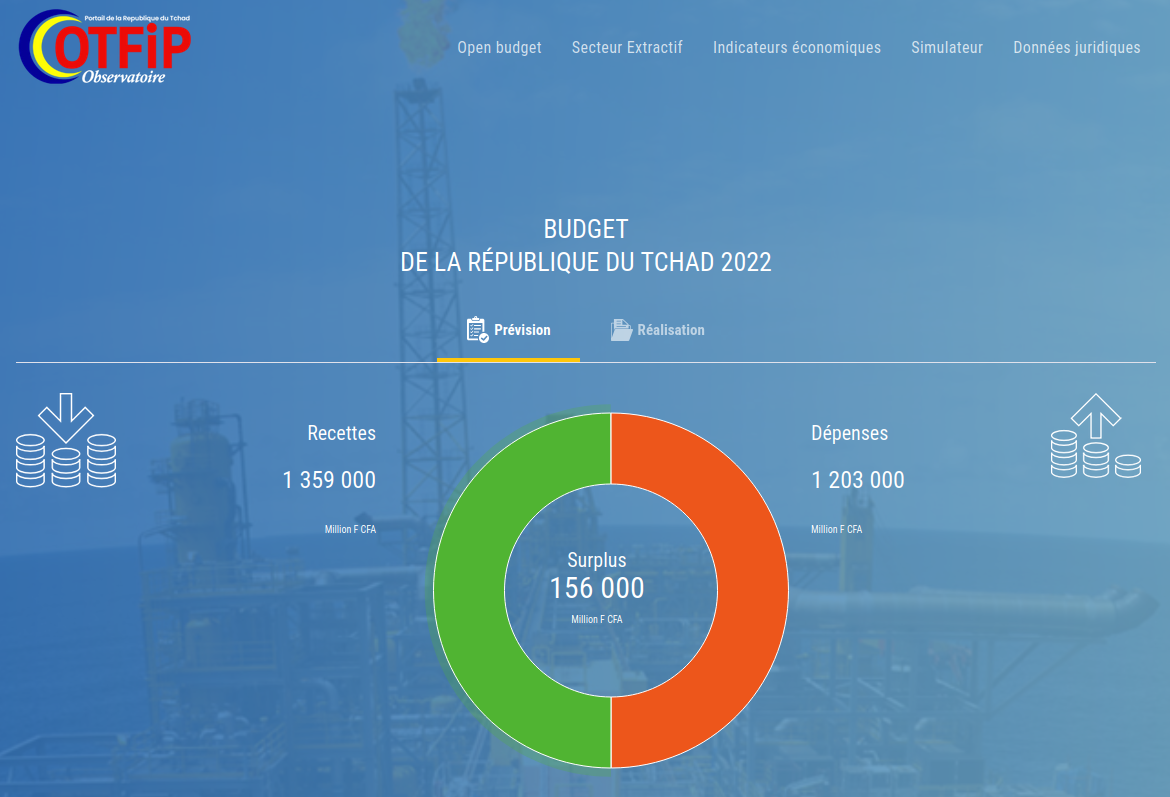 Portail de la Republique du Tchad
OTFiP
Observatoire
Open budget
Secteur Extractif
Indicateurs économiques
Simulateur
Données juridiques
BUDGET
DE LA RÉPUBLIQUE DU TCHAD 2022
Prévision
Réalisation
Recettes
1 359 000
Million F CFA
Dépenses
1 203 000
Million F CFA
Surplus
156 000
Million F CFA